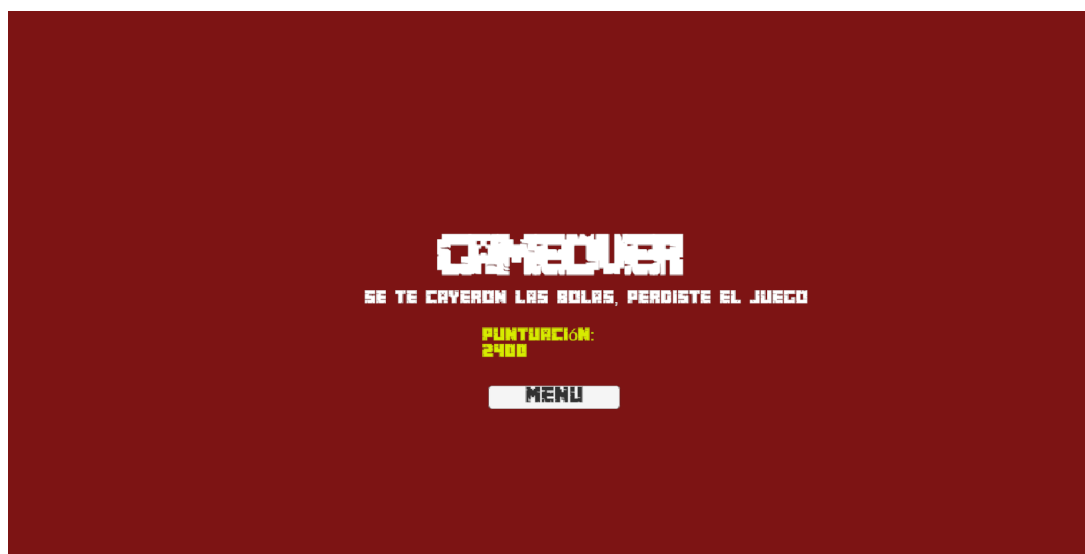 GAMEOVER
SE TE CAYERON LAS BOLAS, PERDISTE EL JUEGO
PUNTUACIóN:
2400
MENU